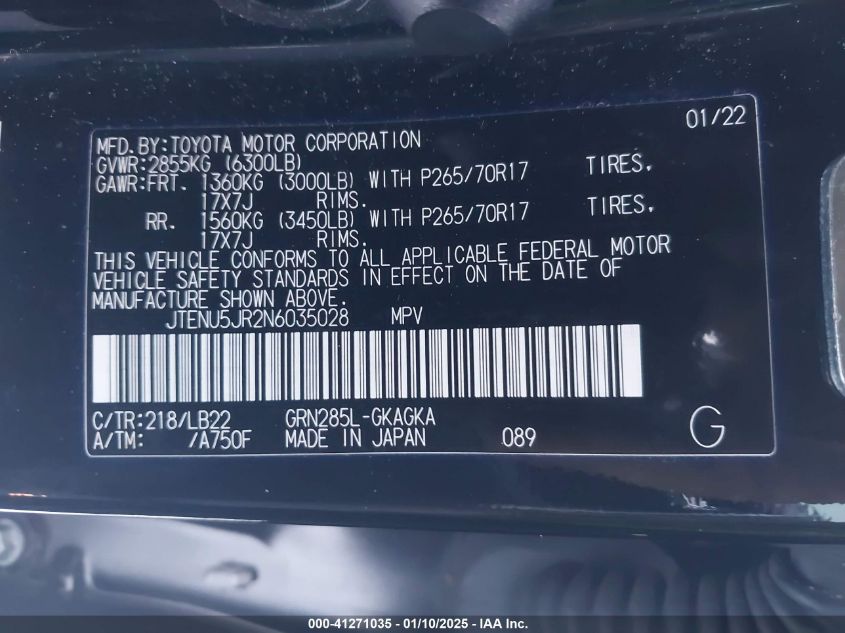 01/22
MFD.BY:TOYOTA MOTOR CORPORATION
GVWR:2855KG (6300LB)
GAWR:FRT. 1360KG (3000LB) WITH P265/70R17 TIRES,
17X7J RIMS.
RR. 1560KG (3450LB) WITH P265/70R17 TIRES,
17X7J RIMS.
THIS VEHICLE CONFORMS TO ALL APPLICABLE FEDERAL MOTOR
VEHICLE SAFETY STANDARDS IN EFFECT ON THE DATE OF
MANUFACTURE SHOWN ABOVE.
JTENU5JR2N6035028 MPV
C/TR:218/LB22 GRN285L-GKAGKA
A/TM: /A750F MADE IN JAPAN 089 G
000-41271035 - 01/10/2025 - IAA Inc.